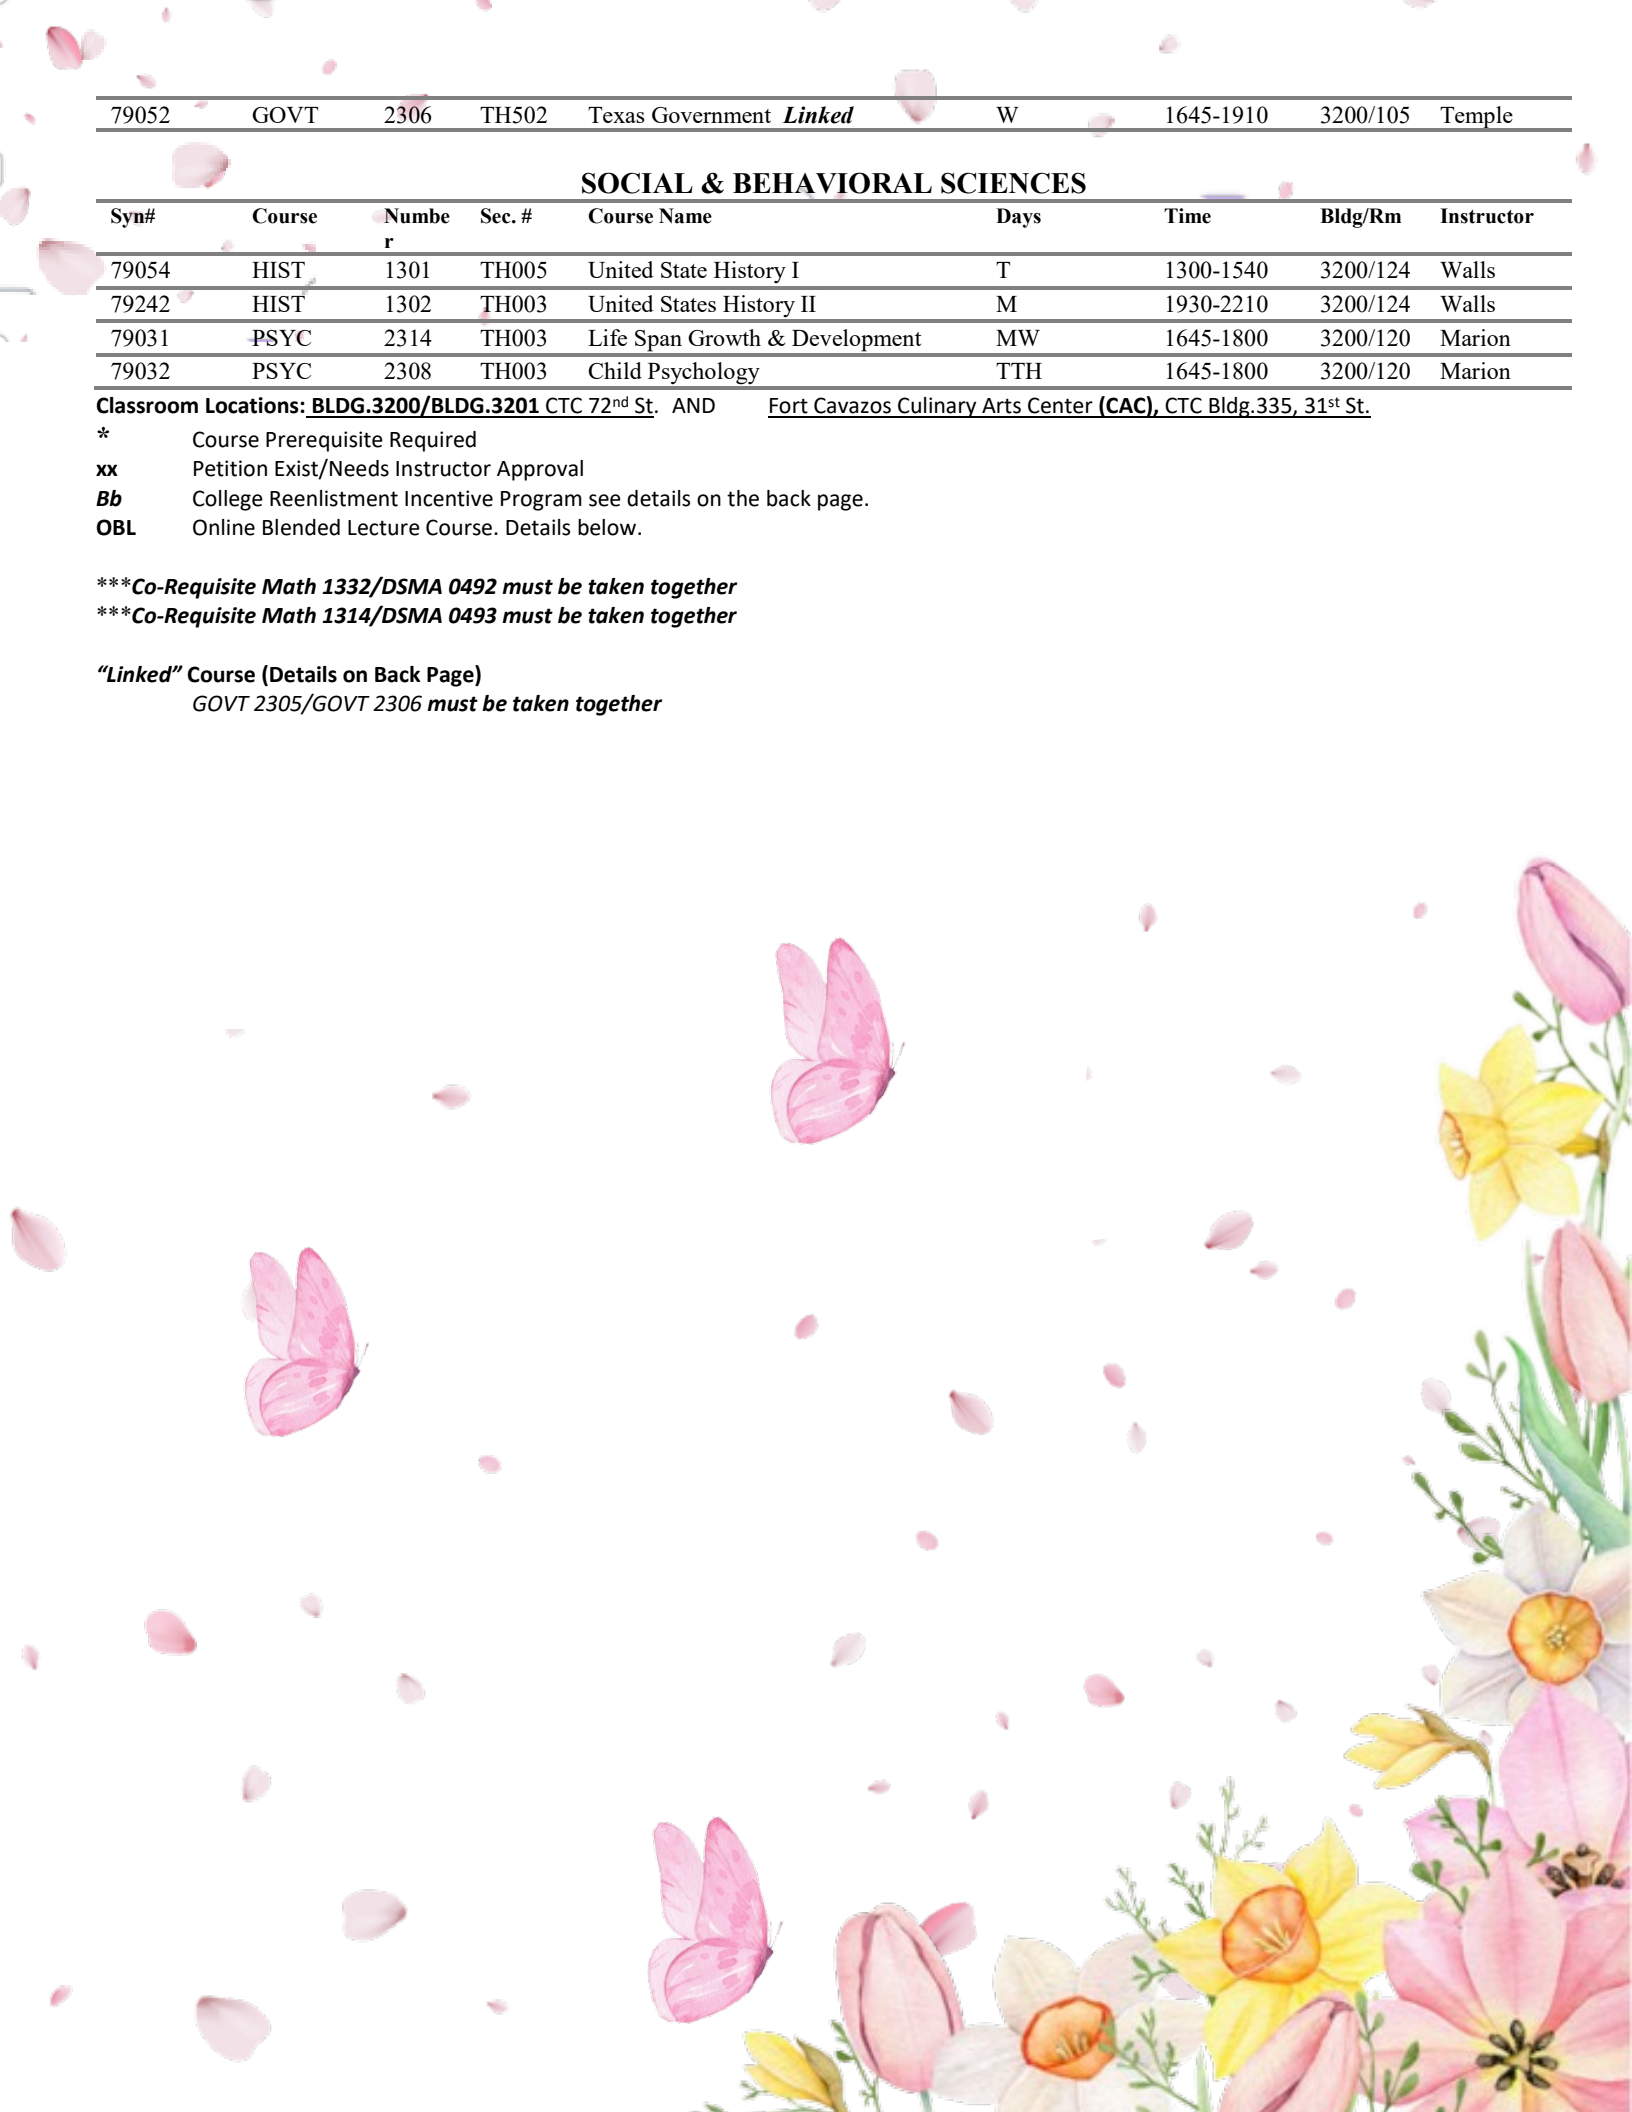 79052 GOVT 2306 TH502 Texas Government Linked W 1645-1910 3200/105 Temple
SOCIAL & BEHAVIORAL SCIENCES
Syn# Course Numbe Sec. # Course Name Days Time Bldg/Rm Instructor
r
79054 HIST 1301 TH005 United State History I T 1300-1540 3200/124 Walls
79242 HIST 1302 TH003 United States History II M 1930-2210 3200/124 Walls
79031 PSYC 2314 TH003 Life Span Growth & Development MW 1645-1800 3200/120 Marion
79032 PSYC 2308 TH003 Child Psychology TTH 1645-1800 3200/120 Marion
Classroom Locations: BLDG.3200/BLDG.3201 CTC 72nd St. AND Fort Cavazos Culinary Arts Center (CAC), CTC Bldg.335, 31st St.
* Course Prerequisite Required
xx Petition Exist/Needs Instructor Approval
Bb College Reenlistment Incentive Program see details on the back page.
OBL Online Blended Lecture Course. Details below.
***Co-Requisite Math 1332/DSMA 0492 must be taken together
***Co-Requisite Math 1314/DSMA 0493 must be taken together
“Linked” Course (Details on Back Page)
GOVT 2305/GOVT 2306 must be taken together